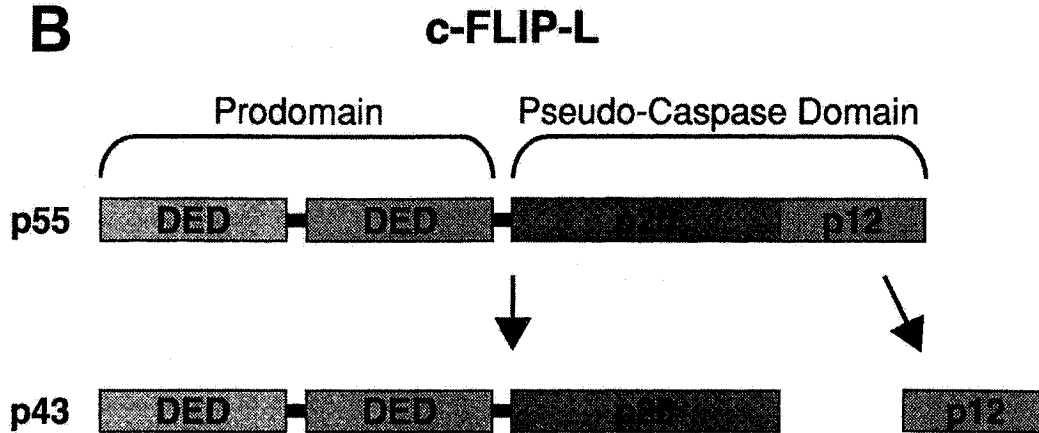 B
c-FLIP-L
Prodomain Pseudo-Caspase Domain
p55 DED DED p12
p43 DED DED p12